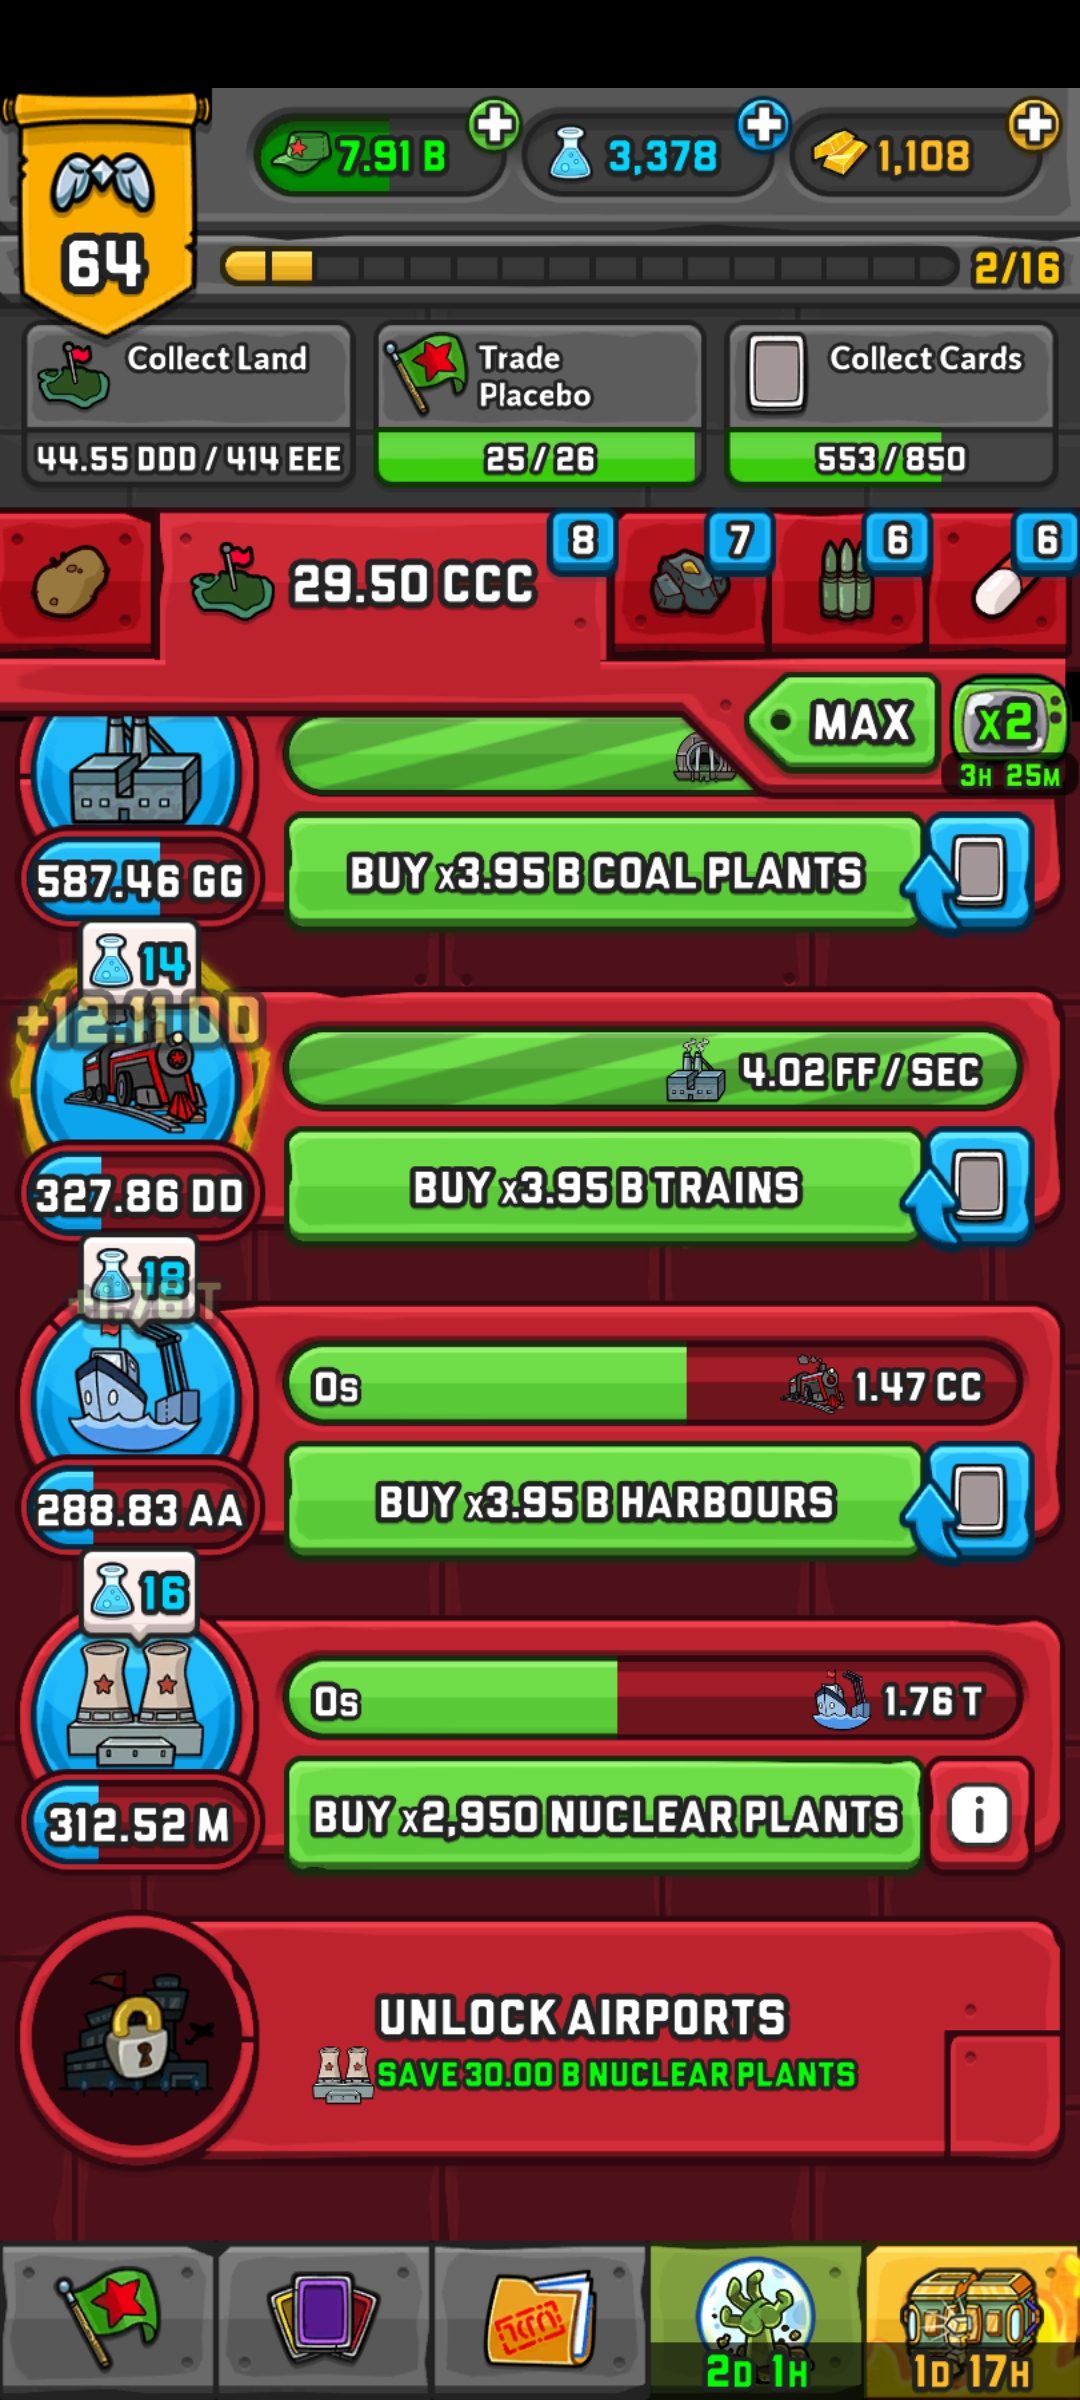 7.91 B
3,378
1,108
64
2/16
Collect Land
44.55 DDD / 414 EEE
Trade
Placebo
25 / 26
Collect Cards
553 / 850
29.50 CCC
8
7
6
6
MAX
x2
3H 25M
587.46 GG
BUY x3.95 B COAL PLANTS
14
+12.11 DD
4.02 FF / SEC
327.86 DD
BUY x3.95 B TRAINS
18
+1.78 T
0s
1.47 CC
288.83 AA
BUY x3.95 B HARBOURS
16
0s
1.76 T
312.52 M
BUY x2,950 NUCLEAR PLANTS
i
UNLOCK AIRPORTS
SAVE 30.00 B NUCLEAR PLANTS
2D 1H
1D 17H